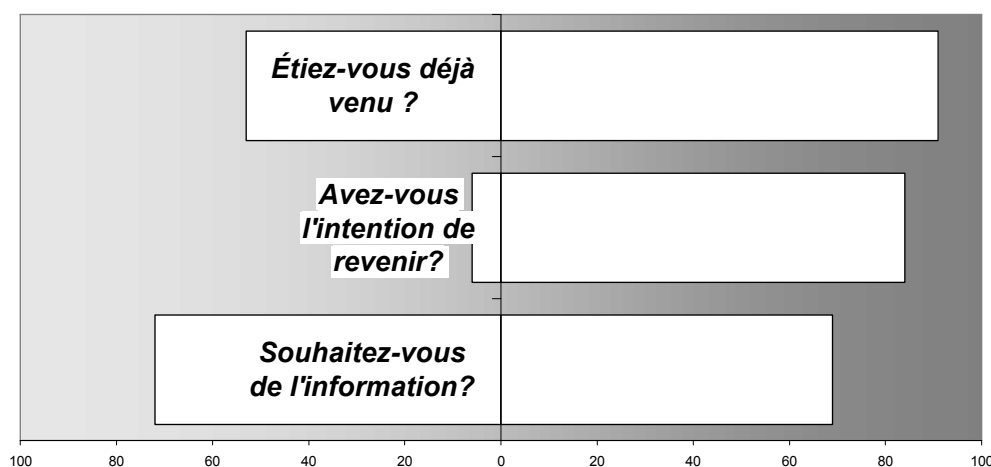 Étiez-vous déjà
venu ?
Avez-vous
l'intention de
revenir?
Souhaitez-vous
de l'information?
100 80 60 40 20 0 20 40 60 80 100